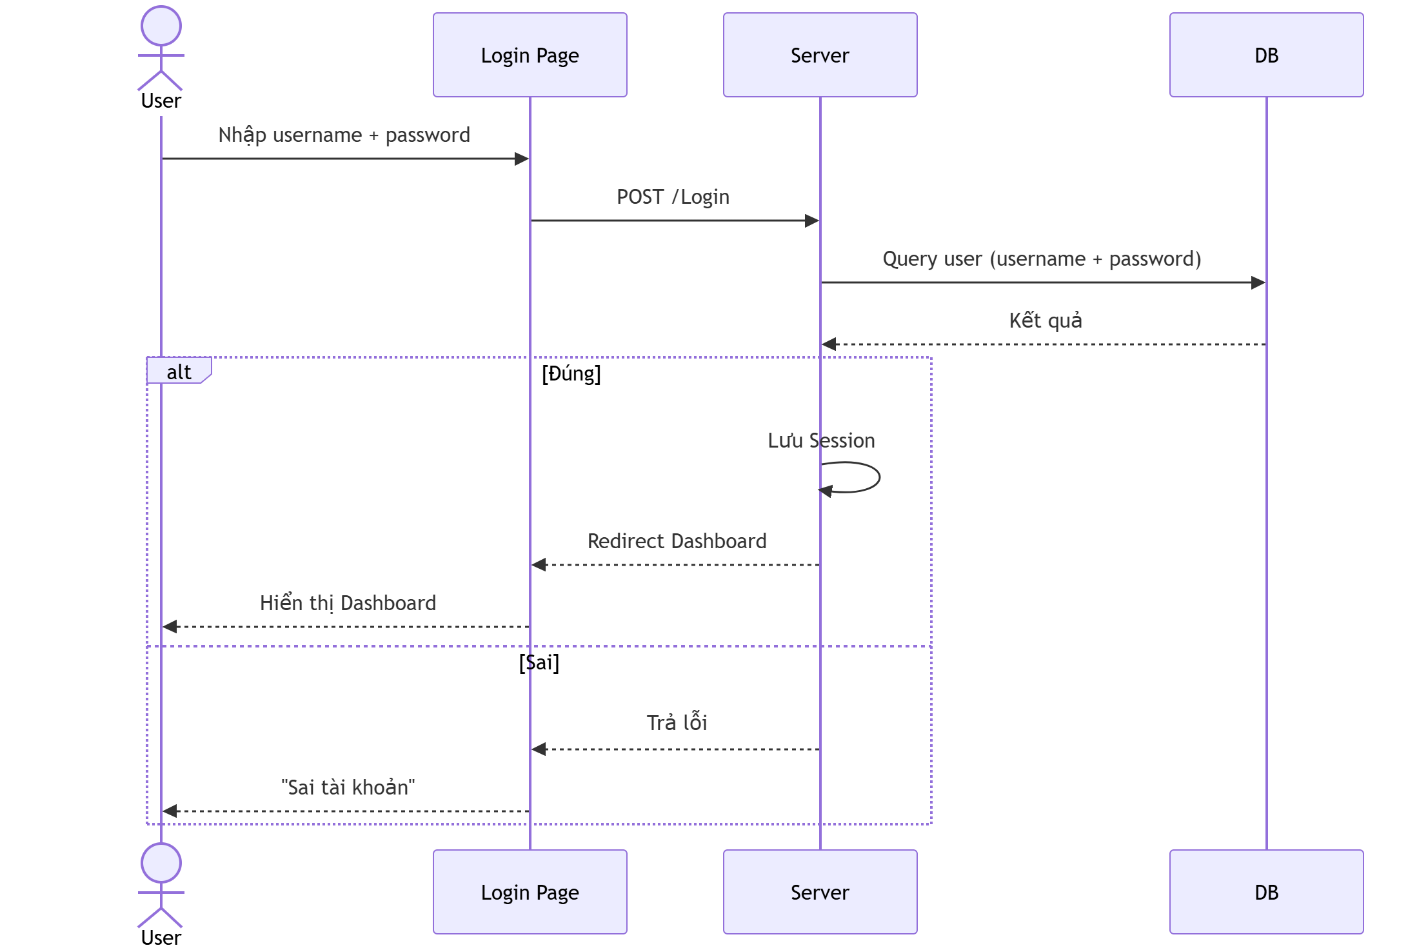 User
Login Page
Server
DB
Nhập username + password
POST /Login
Query user (username + password)
Kết quả
alt
[Đúng]
Lưu Session
Redirect Dashboard
Hiển thị Dashboard
[Sai]
Trả lỗi
"Sai tài khoản"
User
Login Page
Server
DB